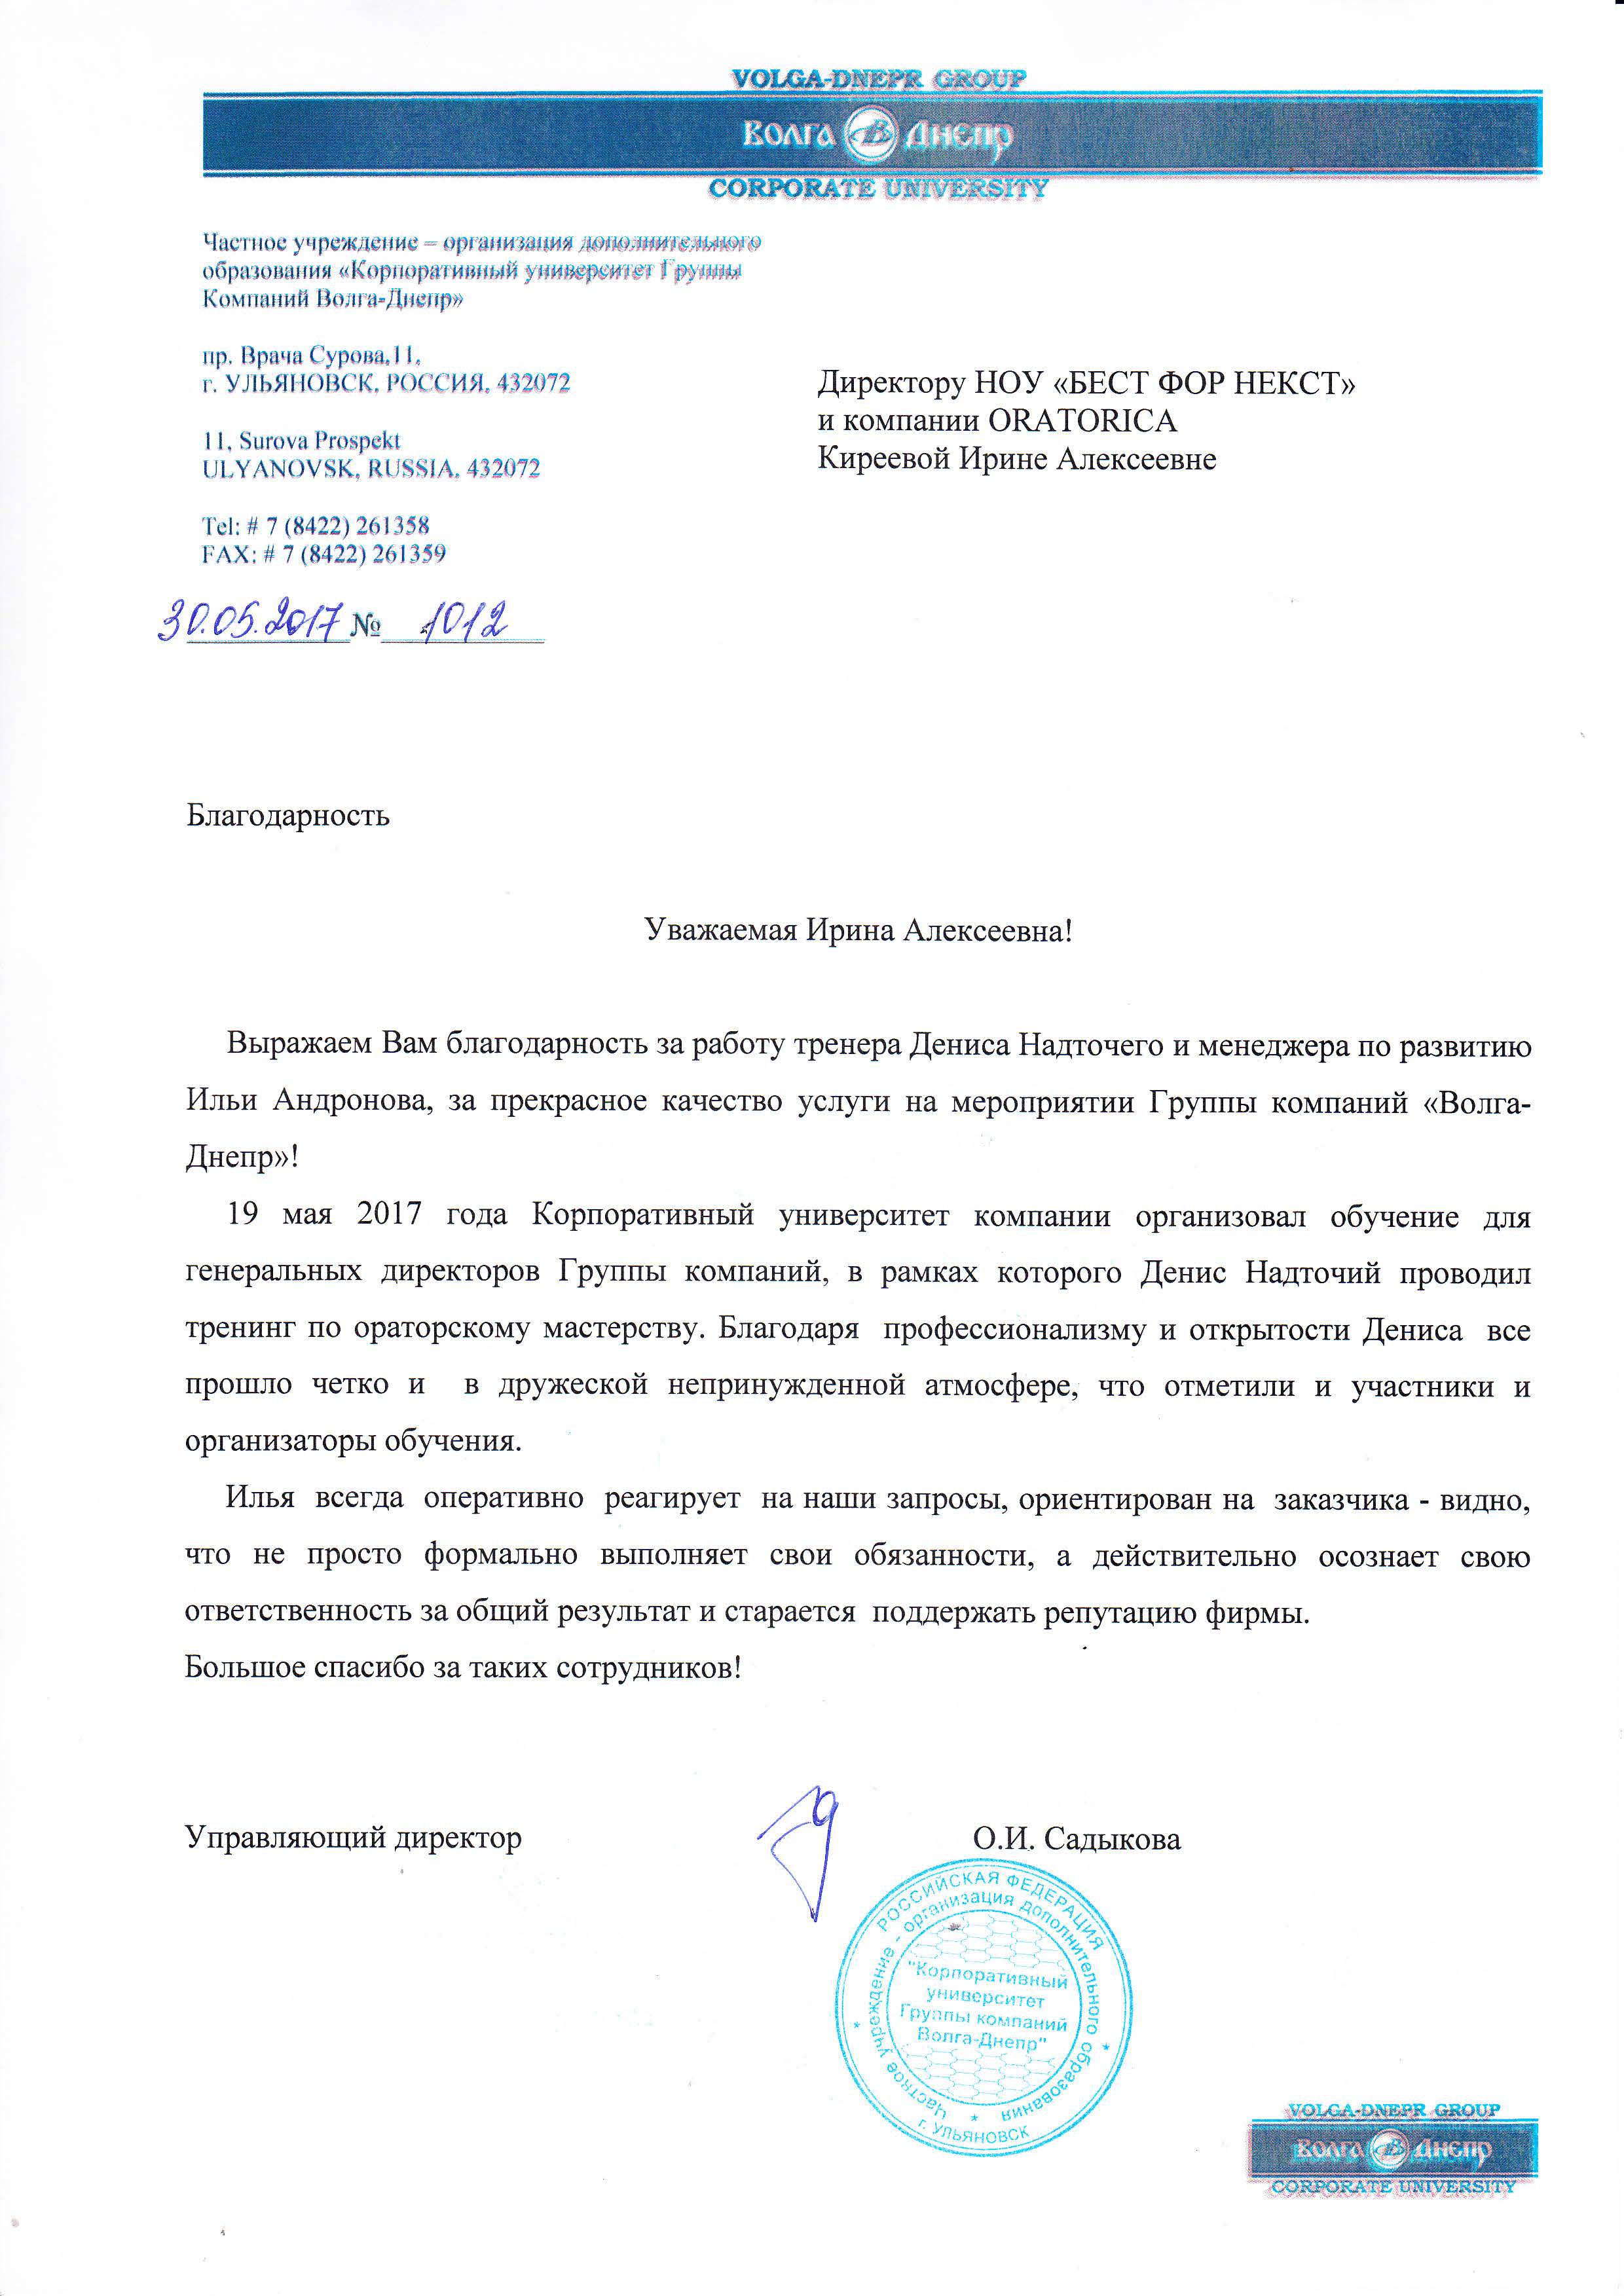 VOLGA-DNEPR GROUP
Волга В Днепр
CORPORATE UNIVERSITY
Частное учреждение – организация дополнительного
образования «Корпоративный университет Группы
Компаний Волга-Днепр»
пр. Врача Сурова,11,
г. УЛЬЯНОВСК, РОССИЯ, 432072
11, Surova Prospekt
ULYANOVSK, RUSSIA, 432072
Tel: # 7 (8422) 261358
FAX: # 7 (8422) 261359
30.05.2017 № 1012
Директору НОУ «БЕСТ ФОР НЕКСТ»
и компании ORATORICA
Киреевой Ирине Алексеевне
Благодарность
Уважаемая Ирина Алексеевна!
Выражаем Вам благодарность за работу тренера Дениса Надточего и менеджера по развитию
Ильи Андронова, за прекрасное качество услуги на мероприятии Группы компаний «Волга-
Днепр»!
19 мая 2017 года Корпоративный университет компании организовал обучение для
генеральных директоров Группы компаний, в рамках которого Денис Надточий проводил
тренинг по ораторскому мастерству. Благодаря профессионализму и открытости Дениса все
прошло четко и в дружеской непринужденной атмосфере, что отметили и участники и
организаторы обучения.
Илья всегда оперативно реагирует на наши запросы, ориентирован на заказчика - видно,
что не просто формально выполняет свои обязанности, а действительно осознает свою
ответственность за общий результат и старается поддержать репутацию фирмы.
Большое спасибо за таких сотрудников!
Управляющий директор О.И. Садыкова
РОССИЙСКАЯ ФЕДЕРАЦИЯ
Частное учреждение - организация дополнительного образования
"Корпоративный
университет
Группы компаний
Волга-Днепр"
г. УЛЬЯНОВСК
VOLGA-DNEPR GROUP
Волга В Днепр
CORPORATE UNIVERSITY